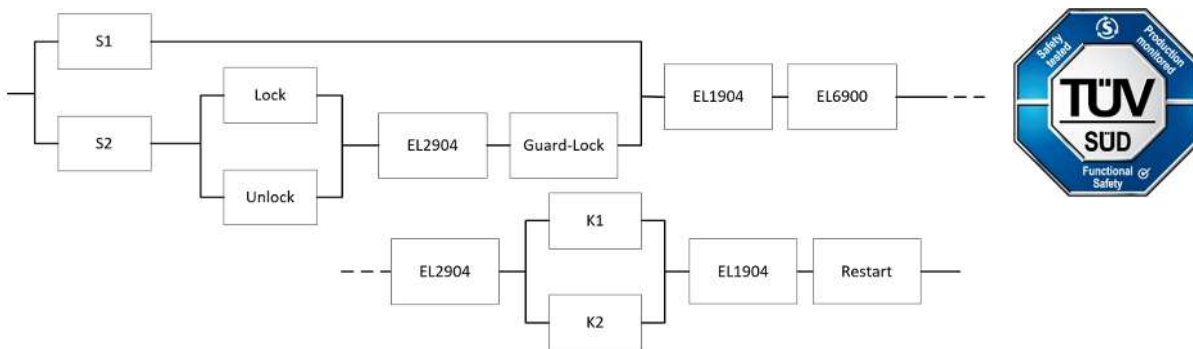 S1
Lock
EL1904
EL6900
S2
EL2904
Guard-Lock
Unlock
K1
EL2904
EL1904
Restart
K2
Safety tested
Production monitored
TÜV
SÜD
Functional Safety